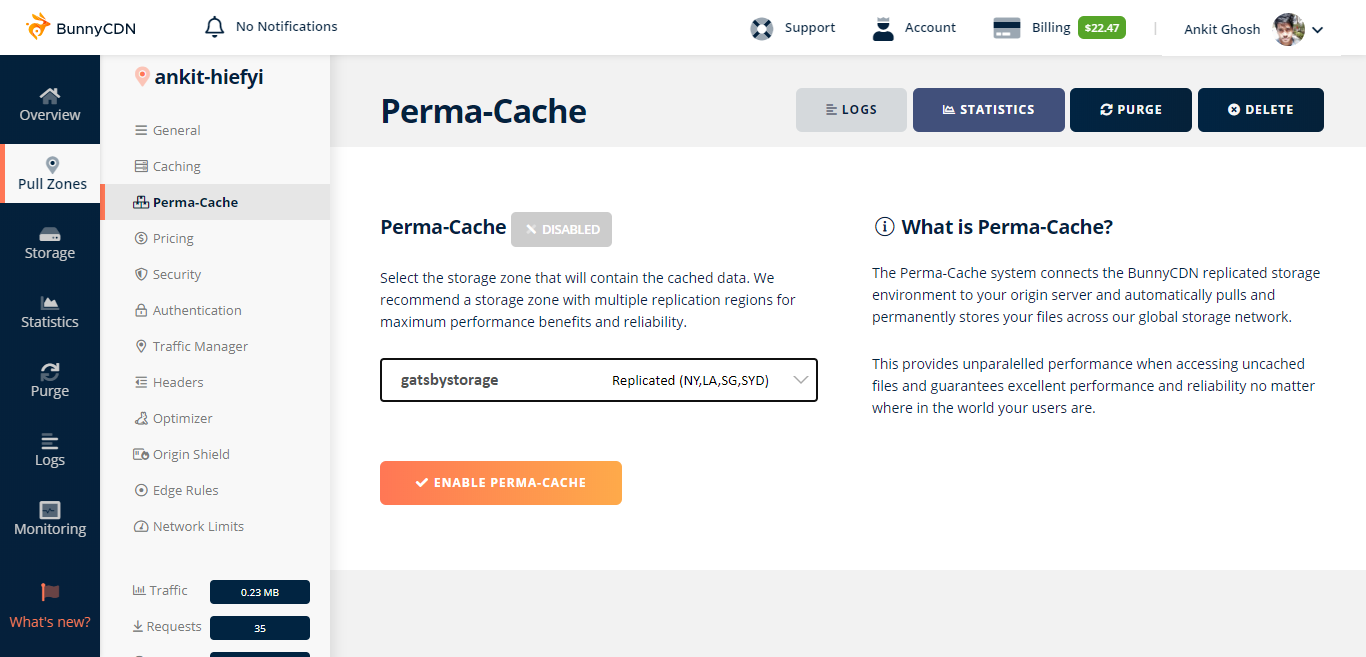 BunnyCDN
No Notifications
Support
Account
Billing
$22.47
Ankit Ghosh
Overview
Pull Zones
Storage
Statistics
Purge
Logs
Monitoring
What's new?
ankit-hiefyi
General
Caching
Perma-Cache
Pricing
Security
Authentication
Traffic Manager
Headers
Optimizer
Origin Shield
Edge Rules
Network Limits
Traffic
0.23 MB
Requests
35
Perma-Cache
LOGS
STATISTICS
PURGE
DELETE
Perma-Cache
DISABLED
Select the storage zone that will contain the cached data. We
recommend a storage zone with multiple replication regions for
maximum performance benefits and reliability.
gatsbystorage
Replicated (NY,LA,SG,SYD)
ENABLE PERMA-CACHE
What is Perma-Cache?
The Perma-Cache system connects the BunnyCDN replicated storage
environment to your origin server and automatically pulls and
permanently stores your files across our global storage network.
This provides unparalelled performance when accessing uncached
files and guarantees excellent performance and reliability no matter
where in the world your users are.